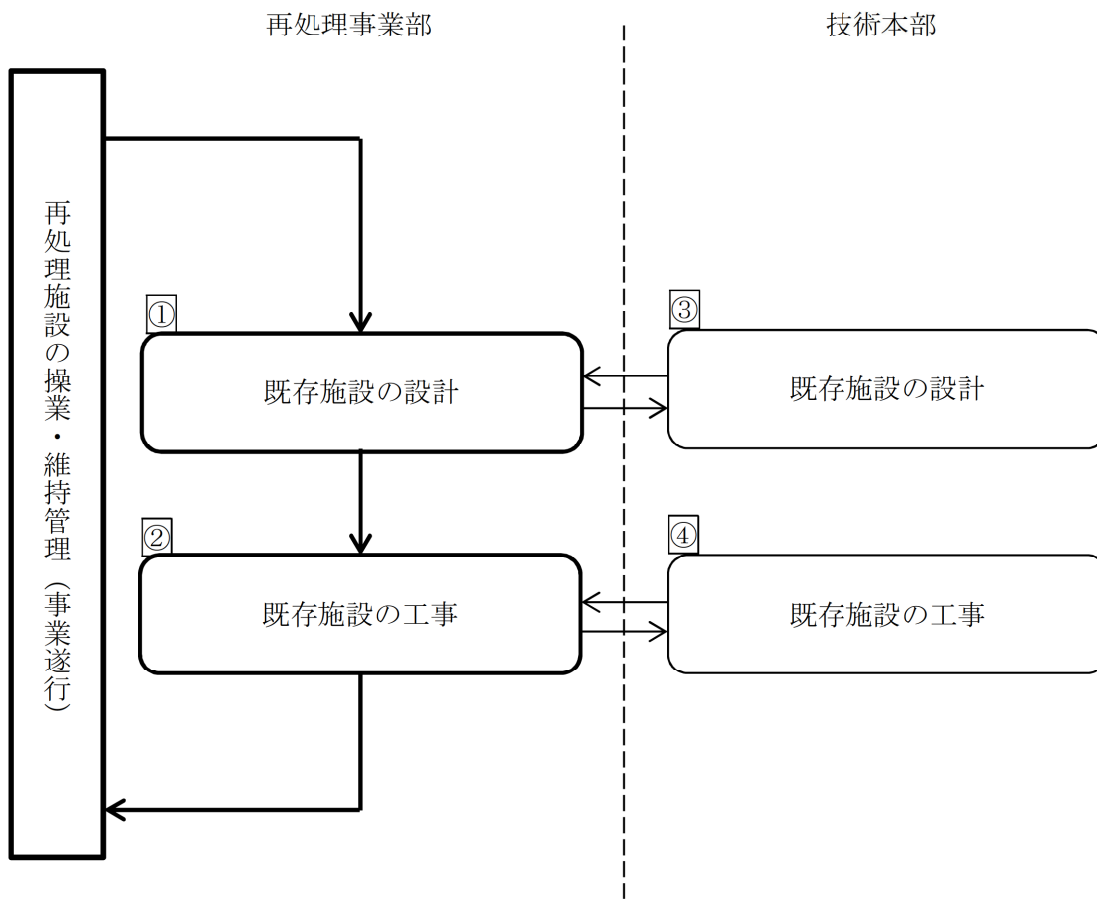 再処理事業部
技術本部
再処理施設の操業・維持管理（事業遂行）
①
既存施設の設計
③
既存施設の設計
②
既存施設の工事
④
既存施設の工事